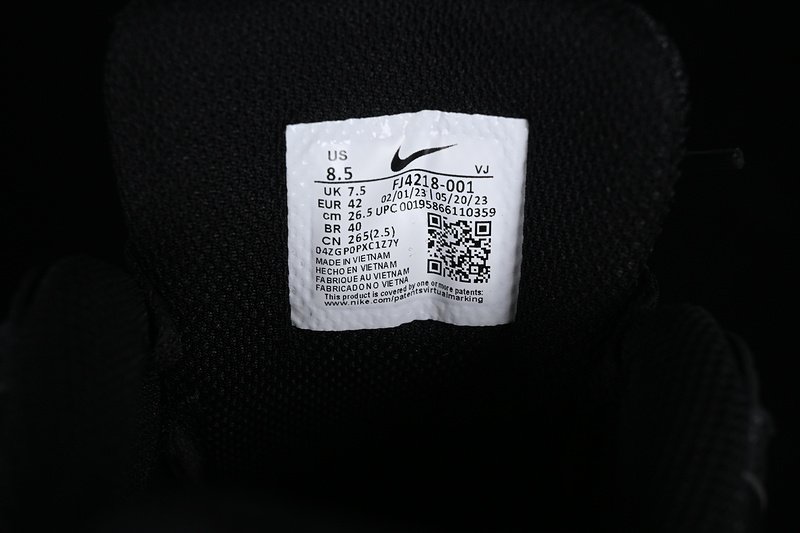 US
8.5 VJ
UK 7.5 FJ4218-001
EUR 42 02/01/23 | 05/20/23
cm 26.5 UPC 00195866110359
BR 40
CN 265(2.5)
04ZGP0PXC1Z7Y
MADE IN VIETNAM
HECHO EN VIETNAM
FABRIQUE AU VIETNAM
FABRICADO NO VIETNA
This product is covered by one or more patents:
www.nike.com/patentsvirtualmarking